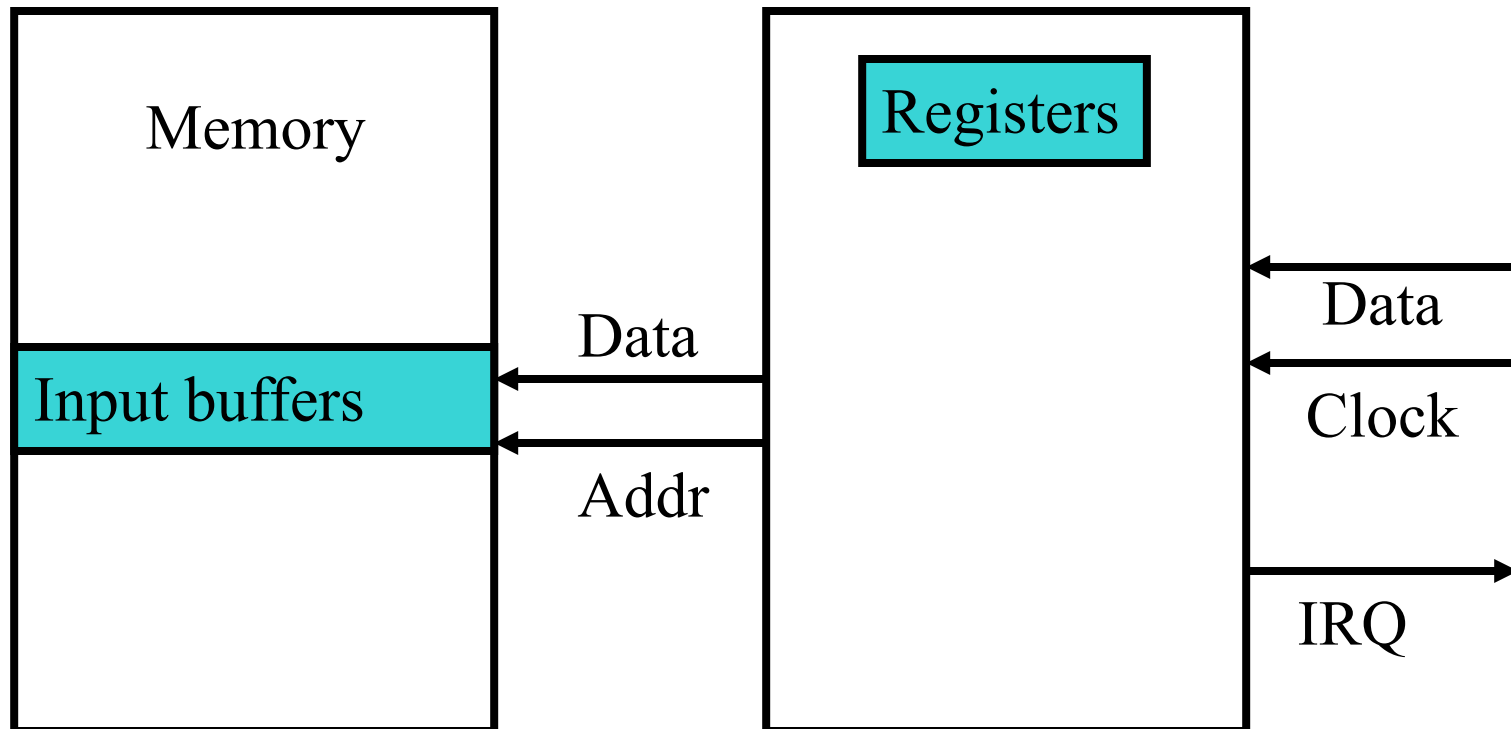 Memory
Registers
Data
Input buffers
Data
Clock
Addr
IRQ